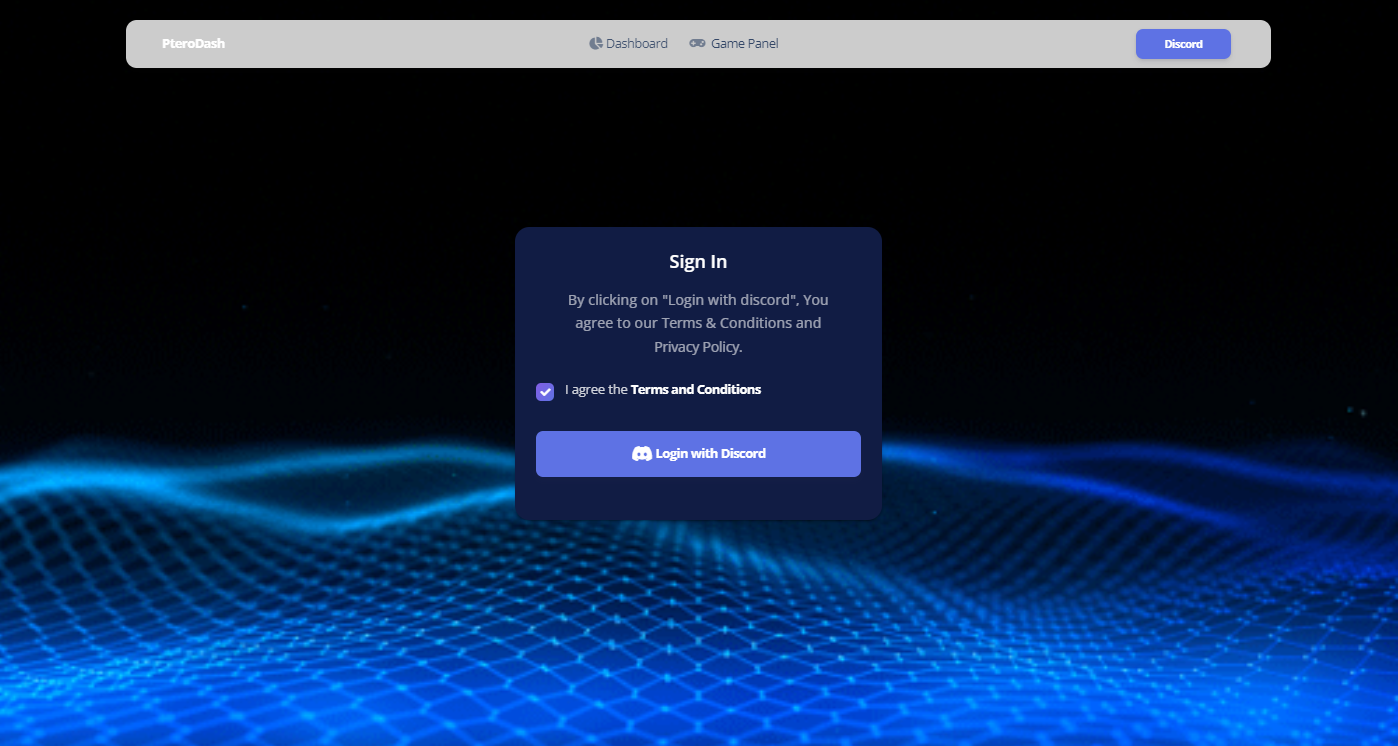 PteroDash
Dashboard
Game Panel
Discord
Sign In
By clicking on "Login with discord", You
agree to our Terms & Conditions and
Privacy Policy.
I agree the Terms and Conditions
Login with Discord